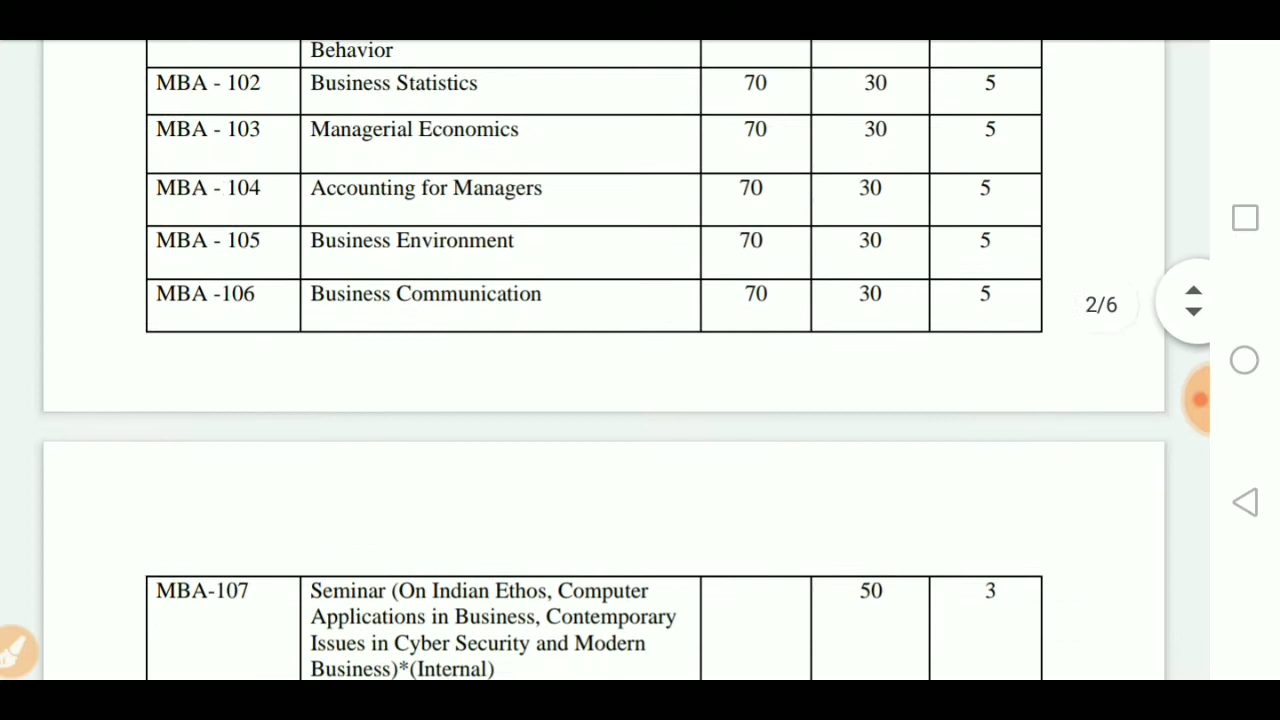 Behavior
MBA - 102 Business Statistics 70 30 5
MBA - 103 Managerial Economics 70 30 5
MBA - 104 Accounting for Managers 70 30 5
MBA - 105 Business Environment 70 30 5
MBA -106 Business Communication 70 30 5
2/6
MBA-107 Seminar (On Indian Ethos, Computer 50 3
Applications in Business, Contemporary
Issues in Cyber Security and Modern
Business)*(Internal)